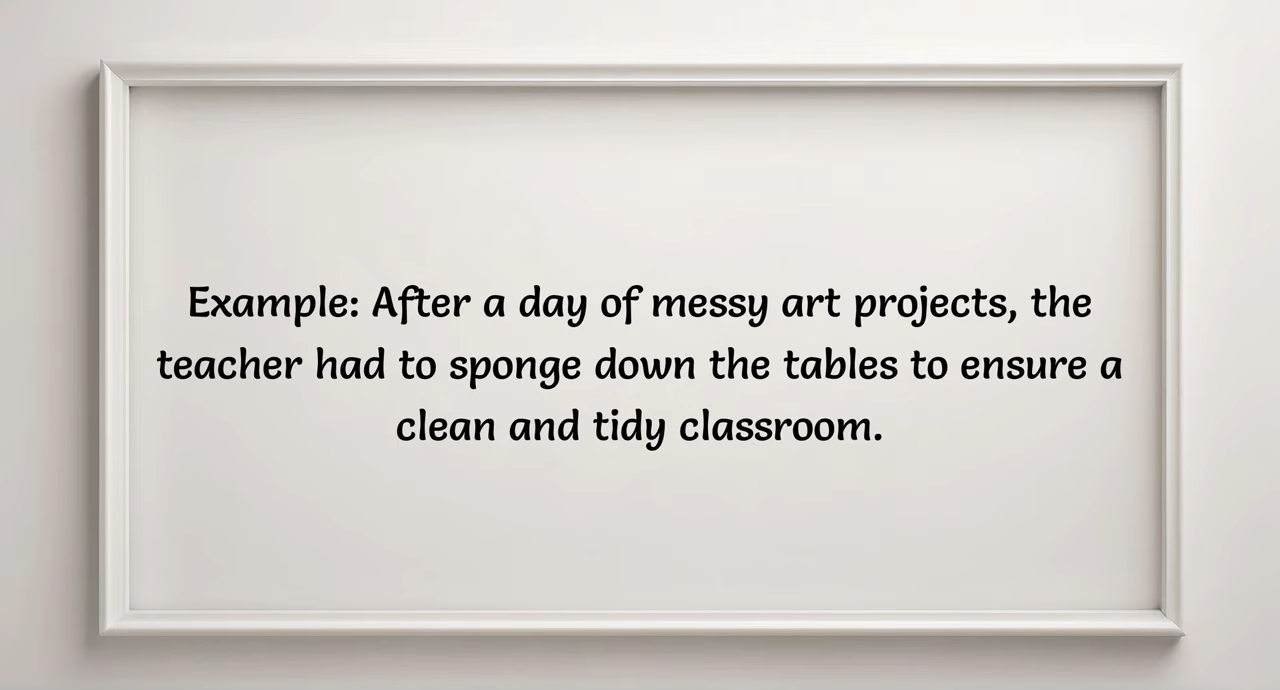 Example: After a day of messy art projects, the
teacher had to sponge down the tables to ensure a
clean and tidy classroom.